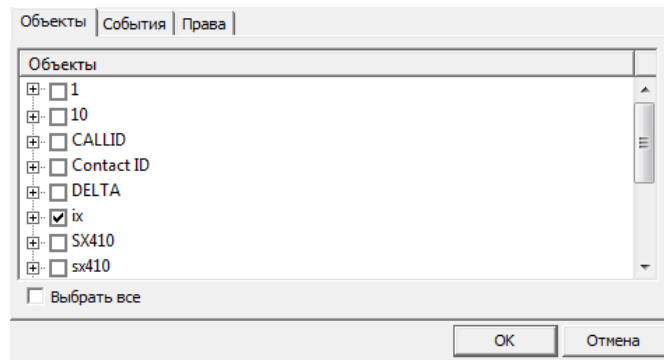 Объекты События Права
Объекты
1
10
CALLID
Contact ID
DELTA
ix
SX410
sx410
Выбрать все
OK Отмена